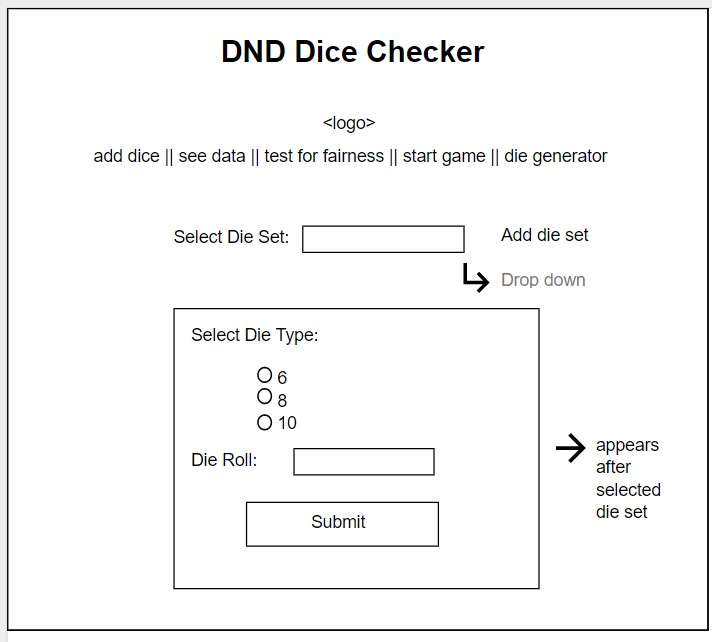 DND Dice Checker
<logo>
add dice || see data || test for fairness || start game || die generator
Select Die Set:
Add die set
Drop down
Select Die Type:
6
8
10
Die Roll:
Submit
appears
after
selected
die set